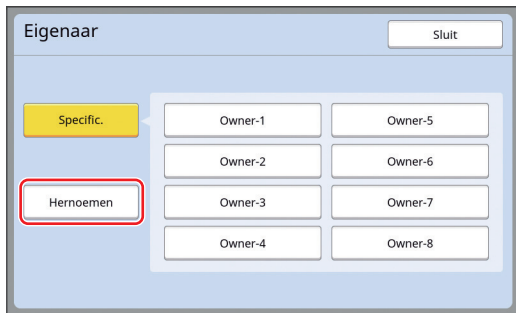 Eigenaar
Sluit
Specific.
Owner-1
Owner-5
Owner-2
Owner-6
Hernoemen
Owner-3
Owner-7
Owner-4
Owner-8